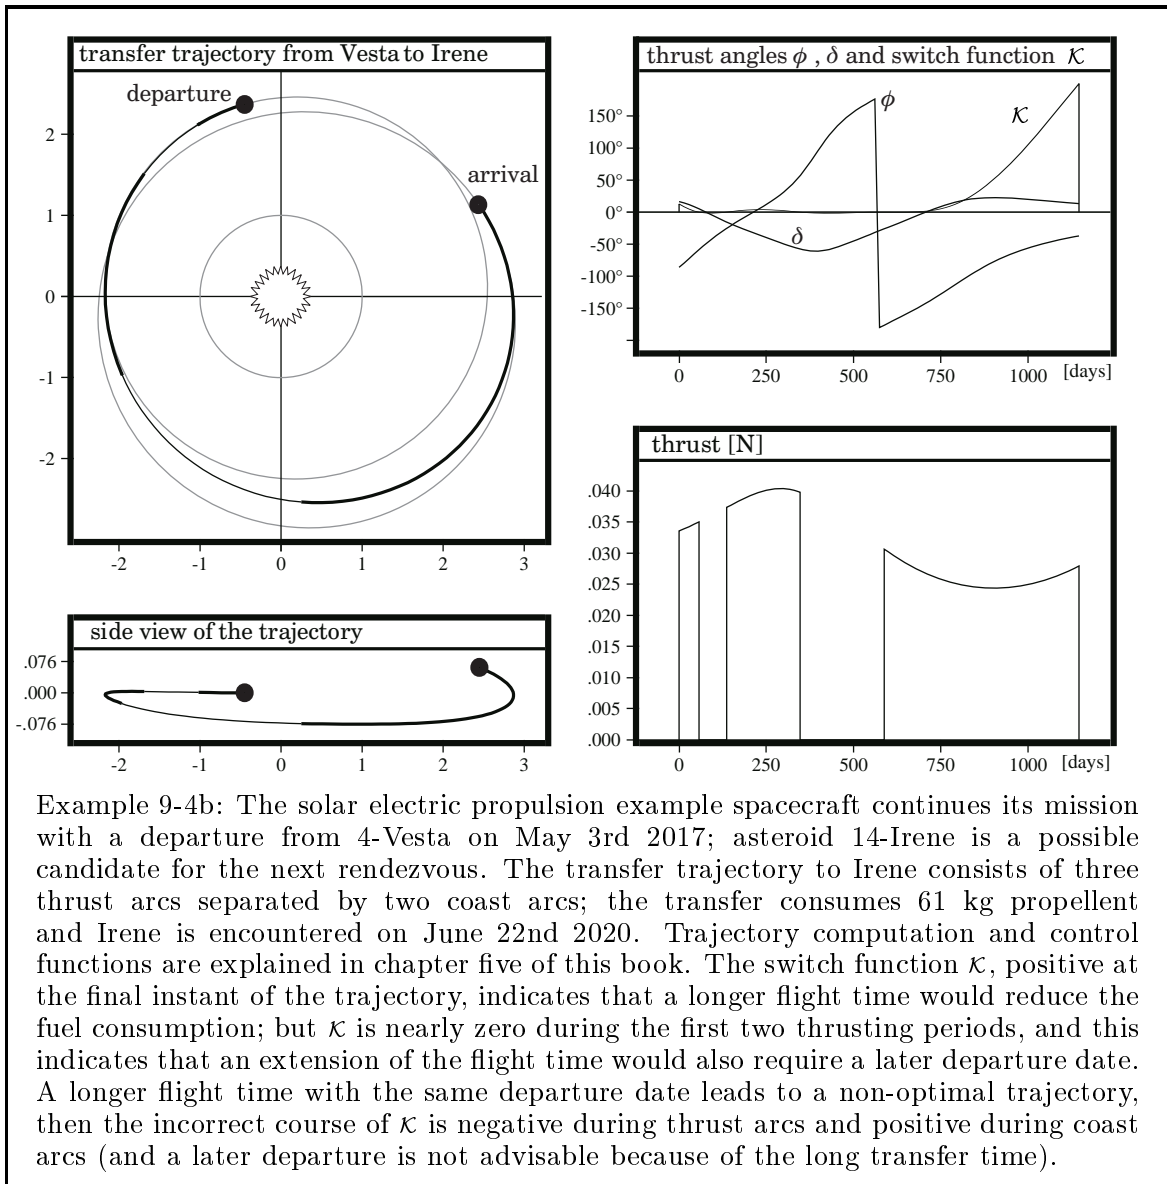 transfer trajectory from Vesta to Irene
departure
arrival
2
1
0
-1
-2
-2
-1
0
1
2
3
side view of the trajectory
.076
.000
-.076
-2
-1
0
1
2
3
thrust angles ϕ , δ and switch function 𝒦
ϕ
𝒦
δ
150°
100°
50°
0°
-50°
-100°
-150°
0
250
500
750
1000
[days]
thrust [N]
.040
.035
.030
.025
.020
.015
.010
.005
.000
0
250
500
750
1000
[days]
Example 9-4b: The solar electric propulsion example spacecraft continues its mission
with a departure from 4-Vesta on May 3rd 2017; asteroid 14-Irene is a possible
candidate for the next rendezvous. The transfer trajectory to Irene consists of three
thrust arcs separated by two coast arcs; the transfer consumes 61 kg propellent
and Irene is encountered on June 22nd 2020. Trajectory computation and control
functions are explained in chapter five of this book. The switch function 𝒦, positive at
the final instant of the trajectory, indicates that a longer flight time would reduce the
fuel consumption; but 𝒦 is nearly zero during the first two thrusting periods, and this
indicates that an extension of the flight time would also require a later departure date.
A longer flight time with the same departure date leads to a non-optimal trajectory,
then the incorrect course of 𝒦 is negative during thrust arcs and positive during coast
arcs (and a later departure is not advisable because of the long transfer time).